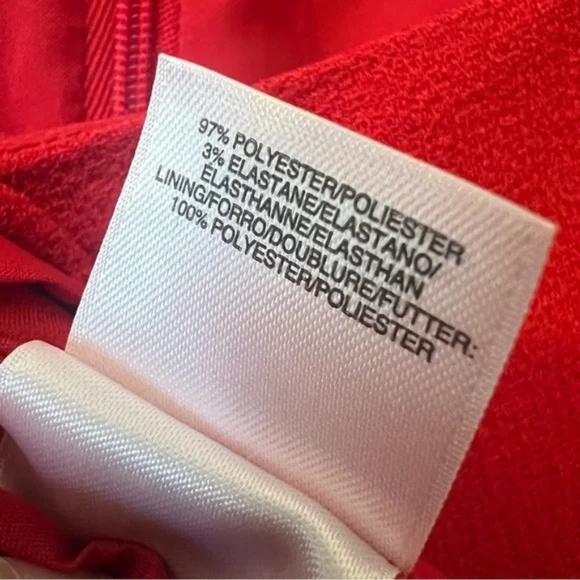 97% POLYESTER/POLIESTER
3% ELASTANE/ELASTANO/
ELASTHANNE/ELASTHAN
LINING/FORRO/DOUBLURE/FUTTER:
100% POLYESTER/POLIESTER